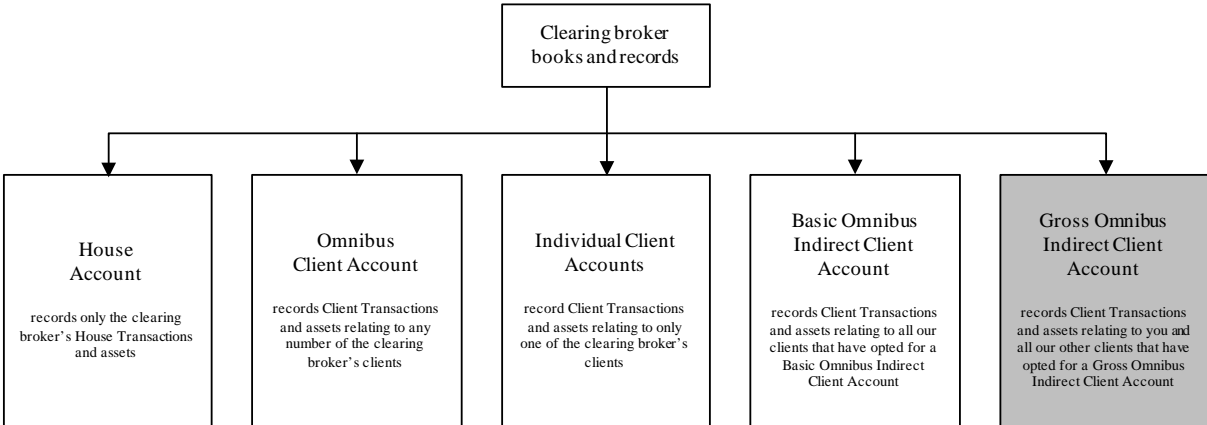 Clearing broker
books and records
House
Account
records only the clearing
broker's House Transactions
and assets
Omnibus
Client Account
records Client Transactions
and assets relating to any
number of the clearing
broker's clients
Individual Client
Accounts
record Client Transactions
and assets relating to only
one of the clearing broker's
clients
Basic Omnibus
Indirect Client
Account
records Client Transactions
and assets relating to all our
clients that have opted for a
Basic Omnibus Indirect
Client Account
Gross Omnibus
Indirect Client
Account
records Client Transactions
and assets relating to you and
all our other clients that have
opted for a Gross Omnibus
Indirect Client Account